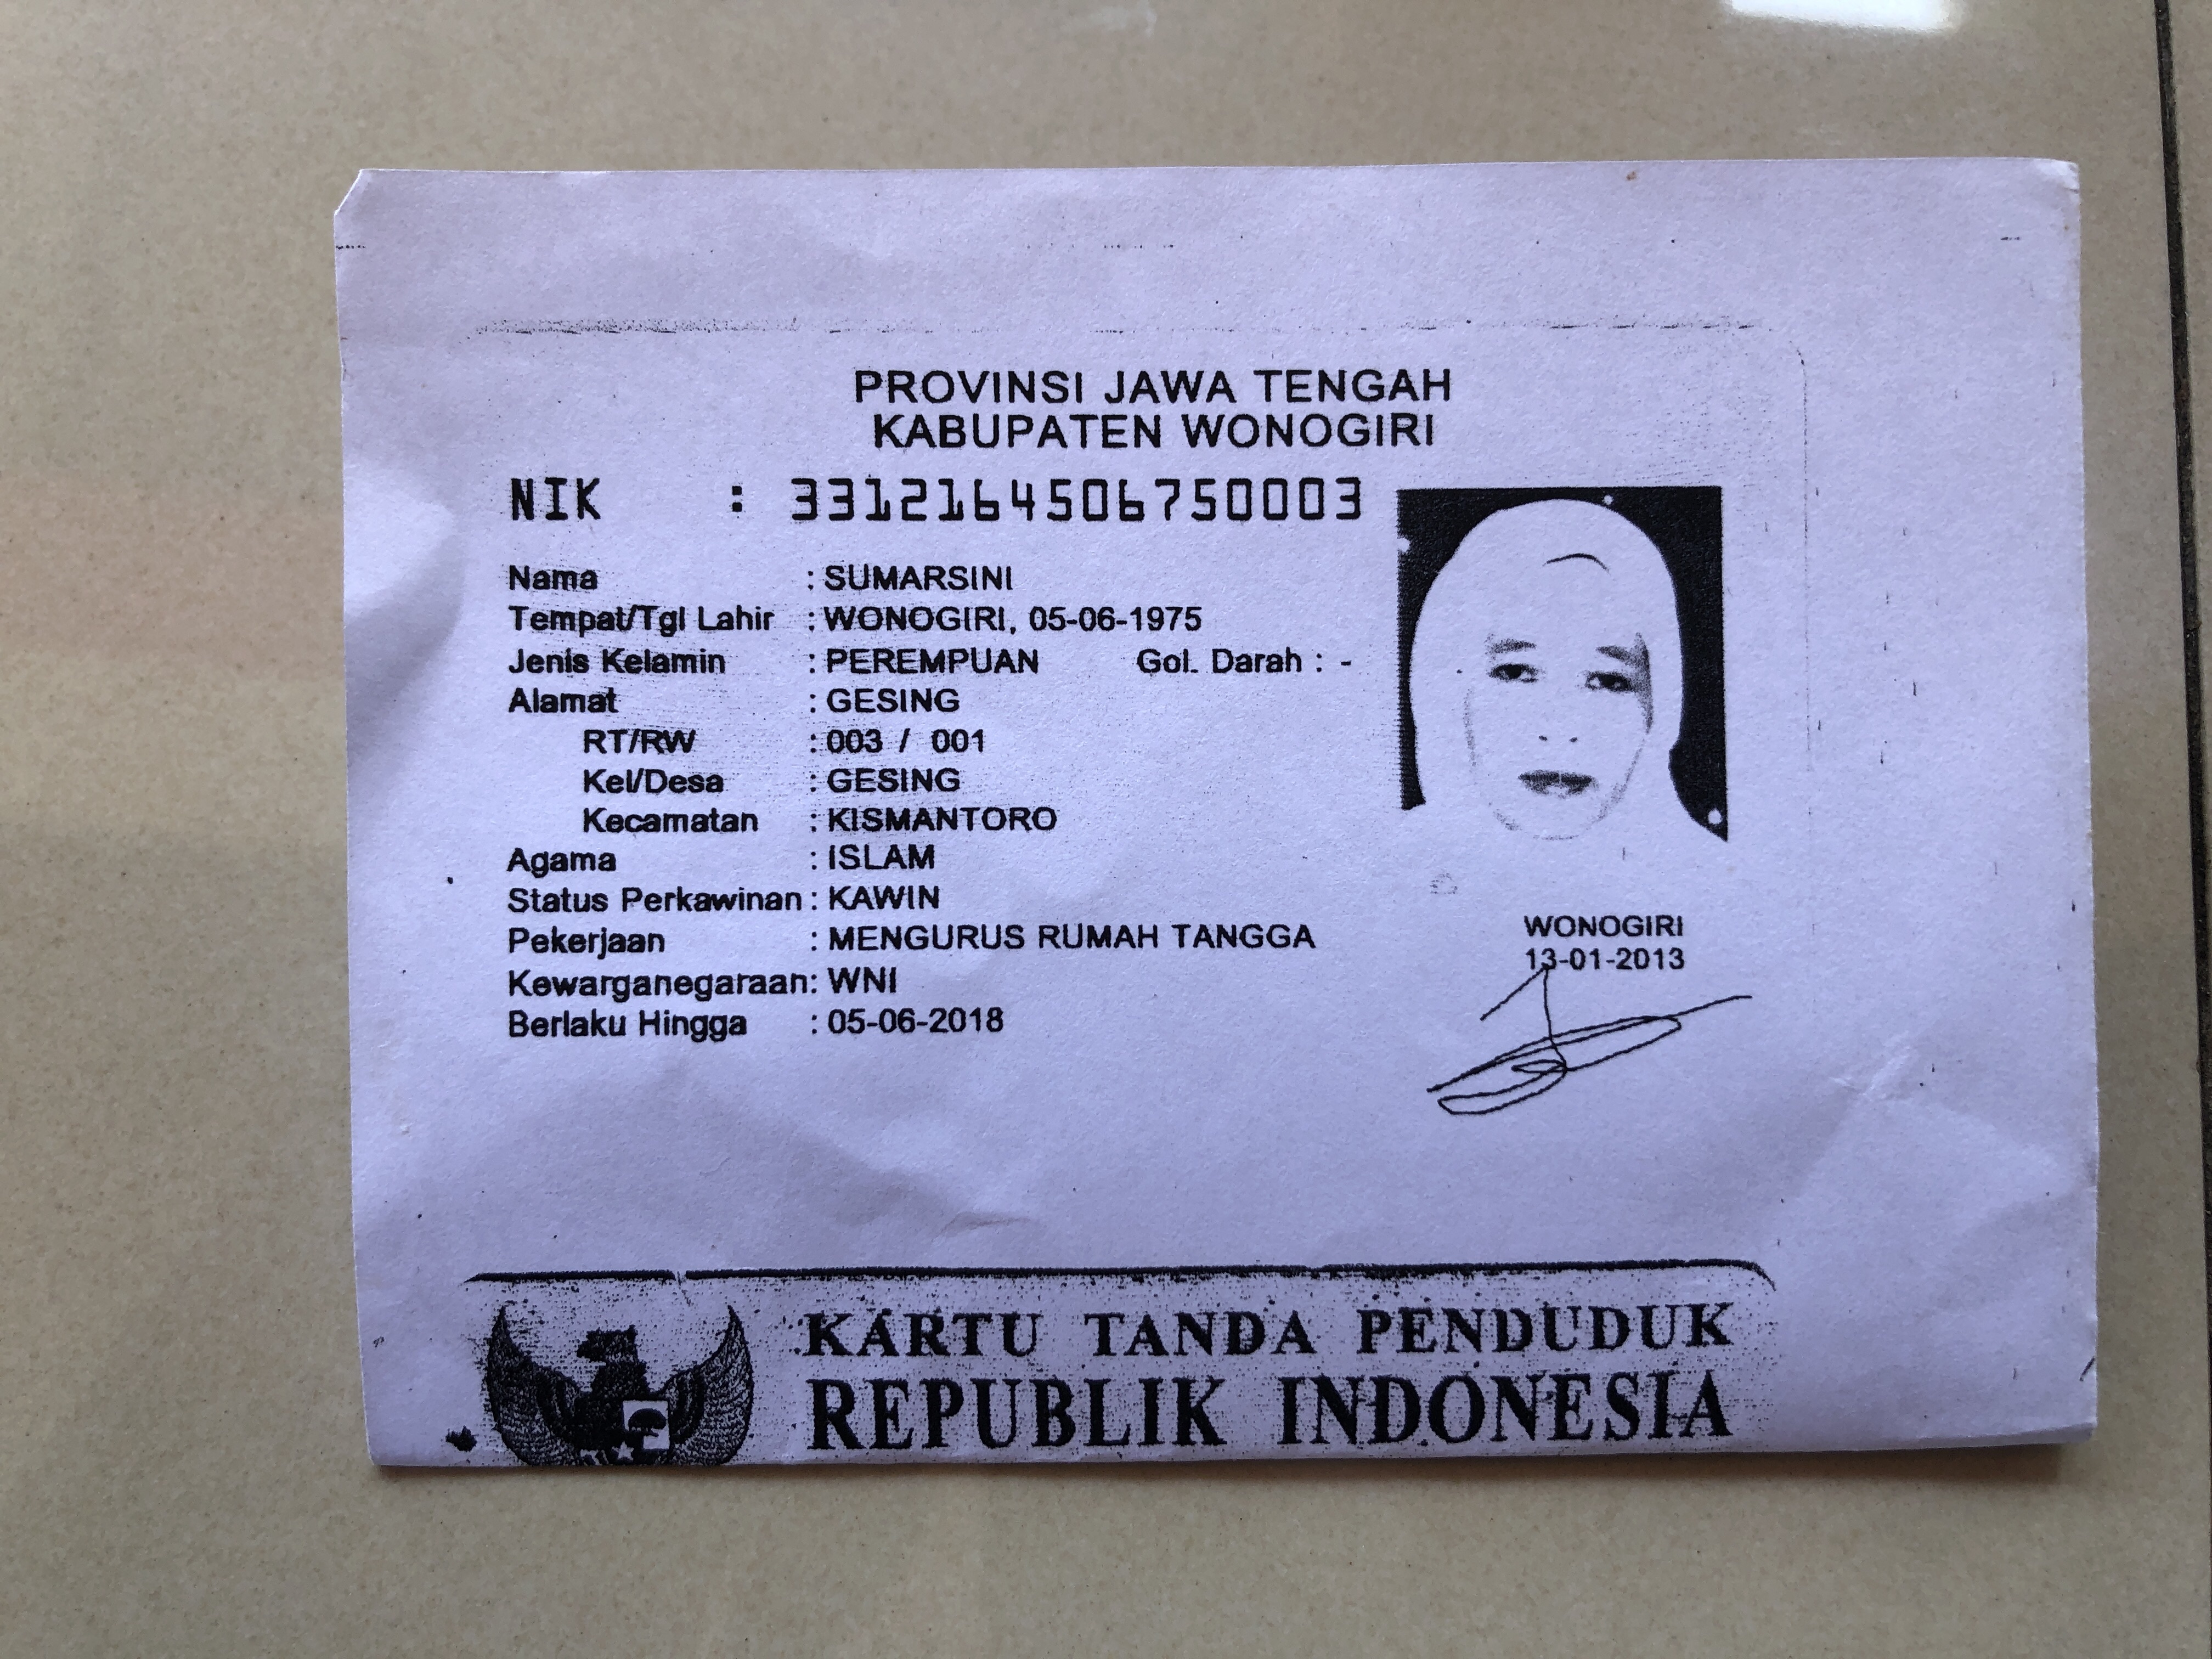 PROVINSI JAWA TENGAH
KABUPATEN WONOGIRI
NIK : 3312164506750003
Nama : SUMARSINI
Tempat/Tgl Lahir : WONOGIRI, 05-06-1975
Jenis Kelamin : PEREMPUAN Gol. Darah : -
Alamat : GESING
RT/RW : 003 / 001
Kel/Desa : GESING
Kecamatan : KISMANTORO
Agama : ISLAM
Status Perkawinan : KAWIN
Pekerjaan : MENGURUS RUMAH TANGGA
Kewarganegaraan : WNI
Berlaku Hingga : 05-06-2018
WONOGIRI
13-01-2013
KARTU TANDA PENDUDUK
REPUBLIK INDONESIA